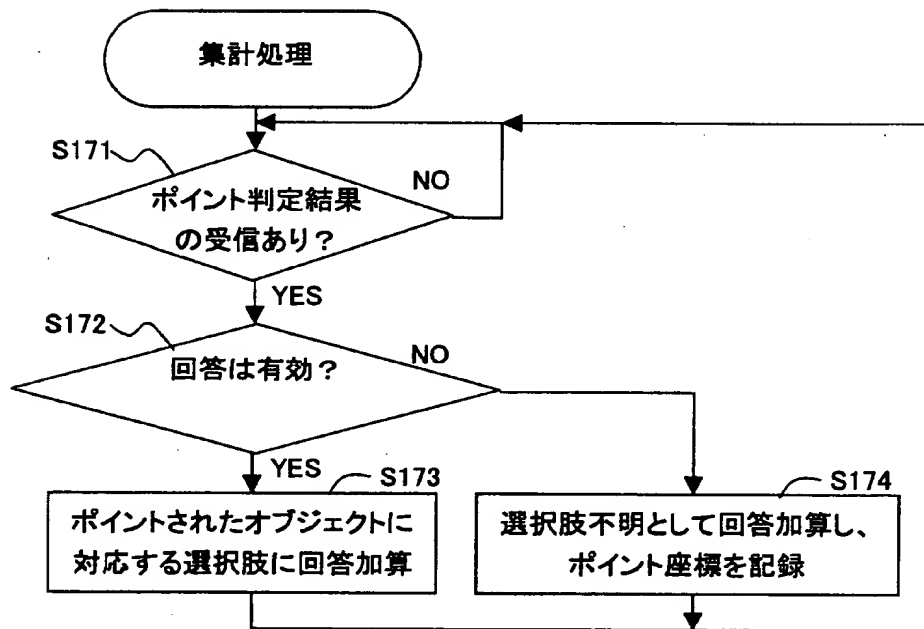 集計処理
S171
ポイント判定結果
の受信あり?
NO
YES
S172
回答は有効?
NO
YES
S173
ポイントされたオブジェクトに
対応する選択肢に回答加算
S174
選択肢不明として回答加算し、
ポイント座標を記録